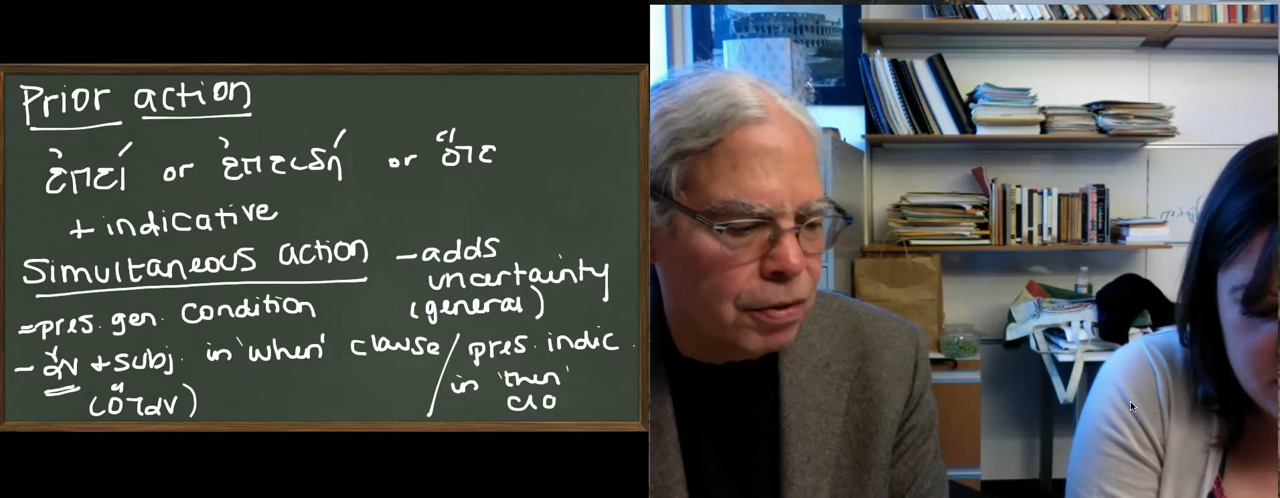 Prior action
ἐπεί or ἐπειδή or ὅτε
+ indicative
Simultaneous action – adds uncertainty (general)
= pres. gen. condition
– ἄν + subj. in 'when' clause / pres. indic. in 'then' cla
(ὅταν)